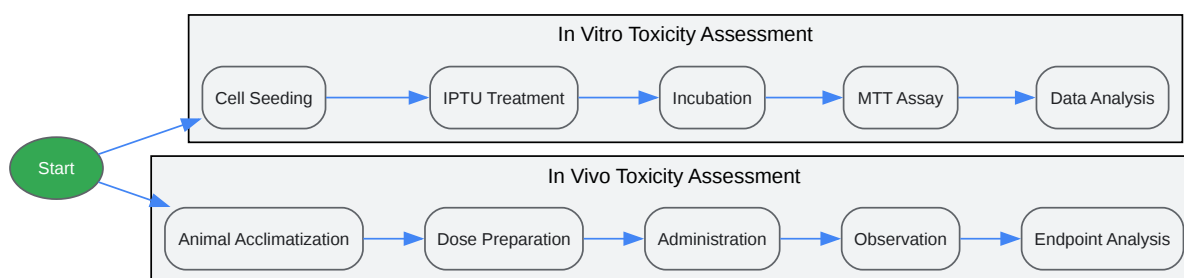 In Vitro Toxicity Assessment
Cell Seeding
IPTU Treatment
Incubation
MTT Assay
Data Analysis
Start
In Vivo Toxicity Assessment
Animal Acclimatization
Dose Preparation
Administration
Observation
Endpoint Analysis